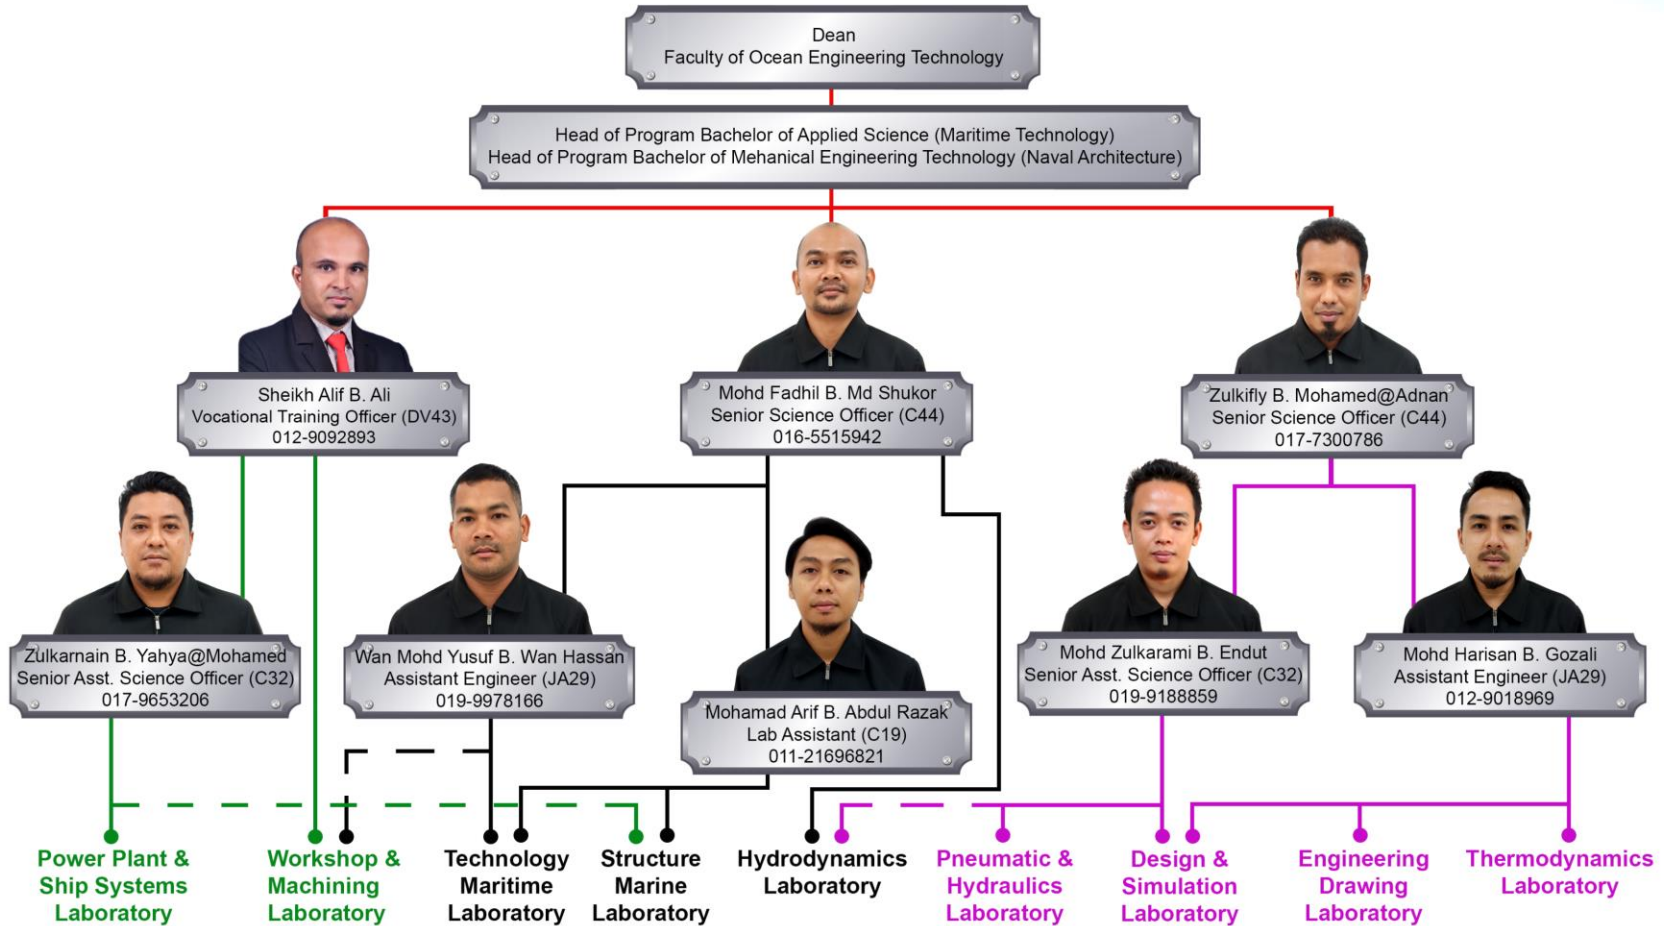 Dean
Faculty of Ocean Engineering Technology
Head of Program Bachelor of Applied Science (Maritime Technology)
Head of Program Bachelor of Mehanical Engineering Technology (Naval Architecture)
Sheikh Alif B. Ali
Vocational Training Officer (DV43)
012-9092893
Mohd Fadhil B. Md Shukor
Senior Science Officer (C44)
016-5515942
Zulkifly B. Mohamed@Adnan
Senior Science Officer (C44)
017-7300786
Zulkarnain B. Yahya@Mohamed
Senior Asst. Science Officer (C32)
017-9653206
Wan Mohd Yusuf B. Wan Hassan
Assistant Engineer (JA29)
019-9978166
Mohamad Arif B. Abdul Razak
Lab Assistant (C19)
011-21696821
Mohd Zulkarami B. Endut
Senior Asst. Science Officer (C32)
019-9188859
Mohd Harisan B. Gozali
Assistant Engineer (JA29)
012-9018969
Power Plant &
Ship Systems
Laboratory
Workshop &
Machining
Laboratory
Technology
Maritime
Laboratory
Structure
Marine
Laboratory
Hydrodynamics
Laboratory
Pneumatic &
Hydraulics
Laboratory
Design &
Simulation
Laboratory
Engineering
Drawing
Laboratory
Thermodynamics
Laboratory